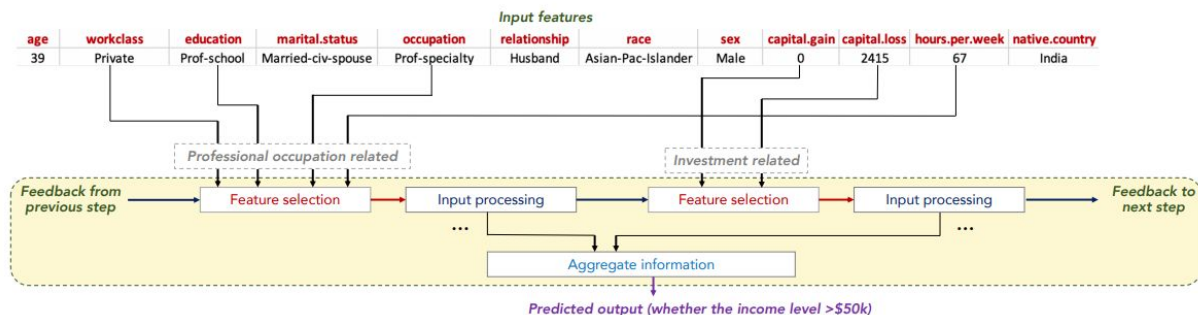 Input features
age workclass education marital.status occupation relationship race sex capital.gain capital.loss hours.per.week native.country
39 Private Prof-school Married-civ-spouse Prof-specialty Husband Asian-Pac-Islander Male 0 2415 67 India
Professional occupation related
Investment related
Feedback from
previous step
Feature selection
Input processing
Feature selection
Input processing
Feedback to
next step
...
...
Aggregate information
Predicted output (whether the income level >$50k)